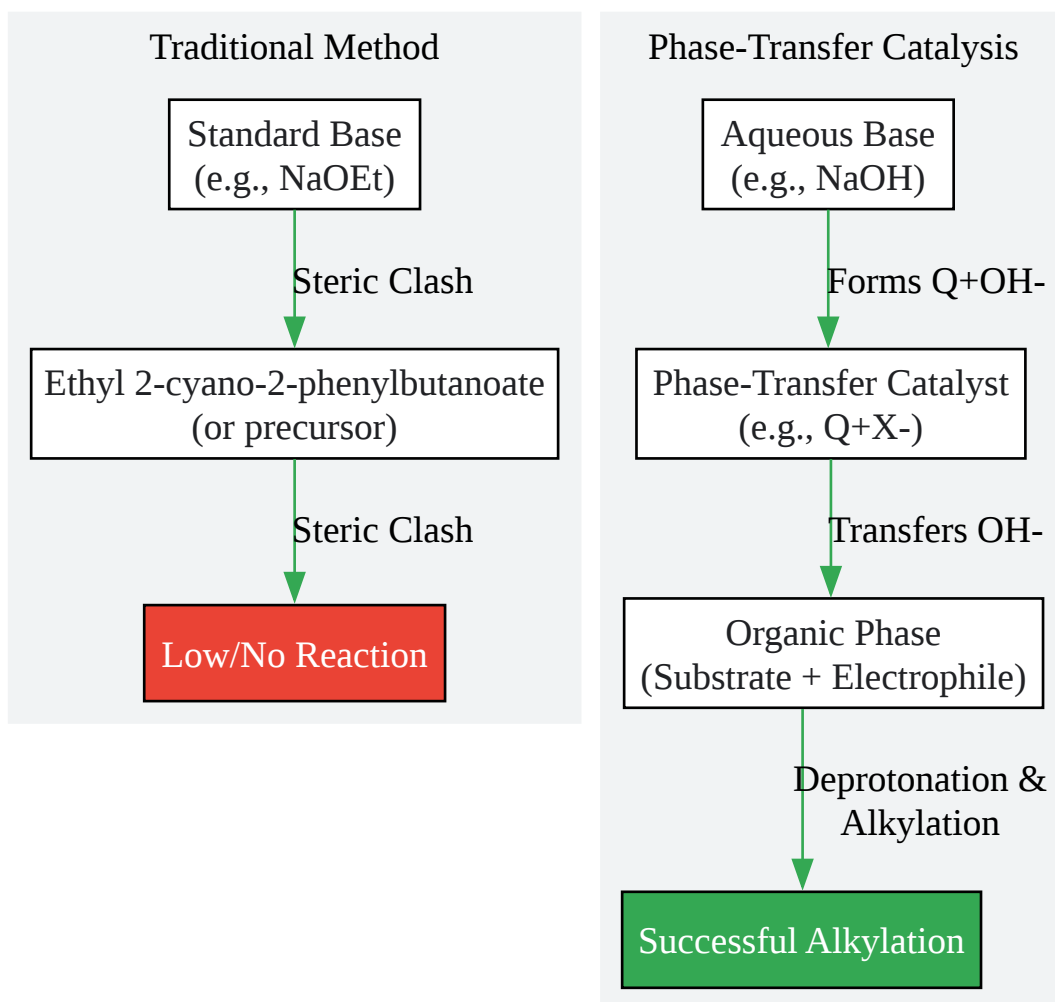 Traditional Method
Standard Base
(e.g., NaOEt)
Steric Clash
Ethyl 2-cyano-2-phenylbutanoate
(or precursor)
Steric Clash
Low/No Reaction
Phase-Transfer Catalysis
Aqueous Base
(e.g., NaOH)
Forms Q+OH-
Phase-Transfer Catalyst
(e.g., Q+X-)
Transfers OH-
Organic Phase
(Substrate + Electrophile)
Deprotonation &
Alkylation
Successful Alkylation